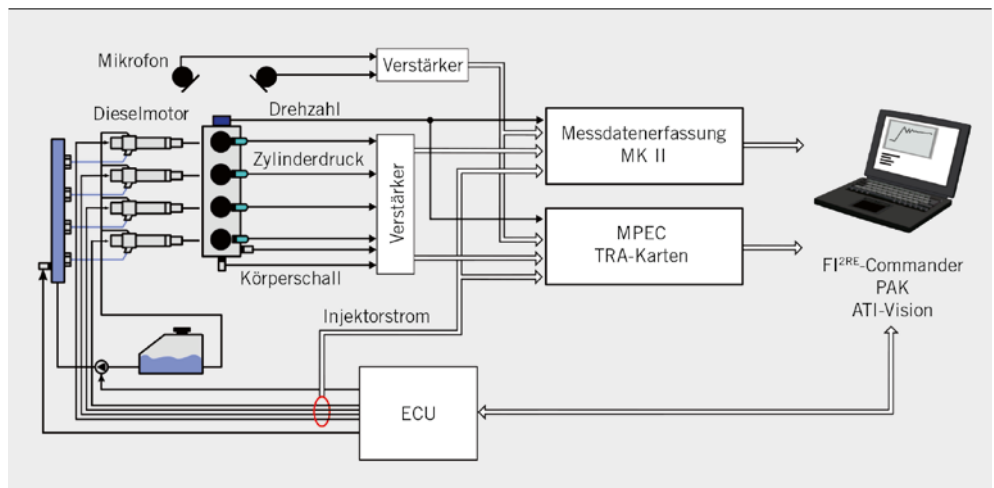 Mikrofon
Verstärker
Dieselmotor
Drehzahl
Messdatenerfassung
MK II
Zylinderdruck
Verstärker
MPEC
TRA-Karten
Körperschall
FI²ᴿᴱ-Commander
PAK
ATI-Vision
Injektorstrom
ECU